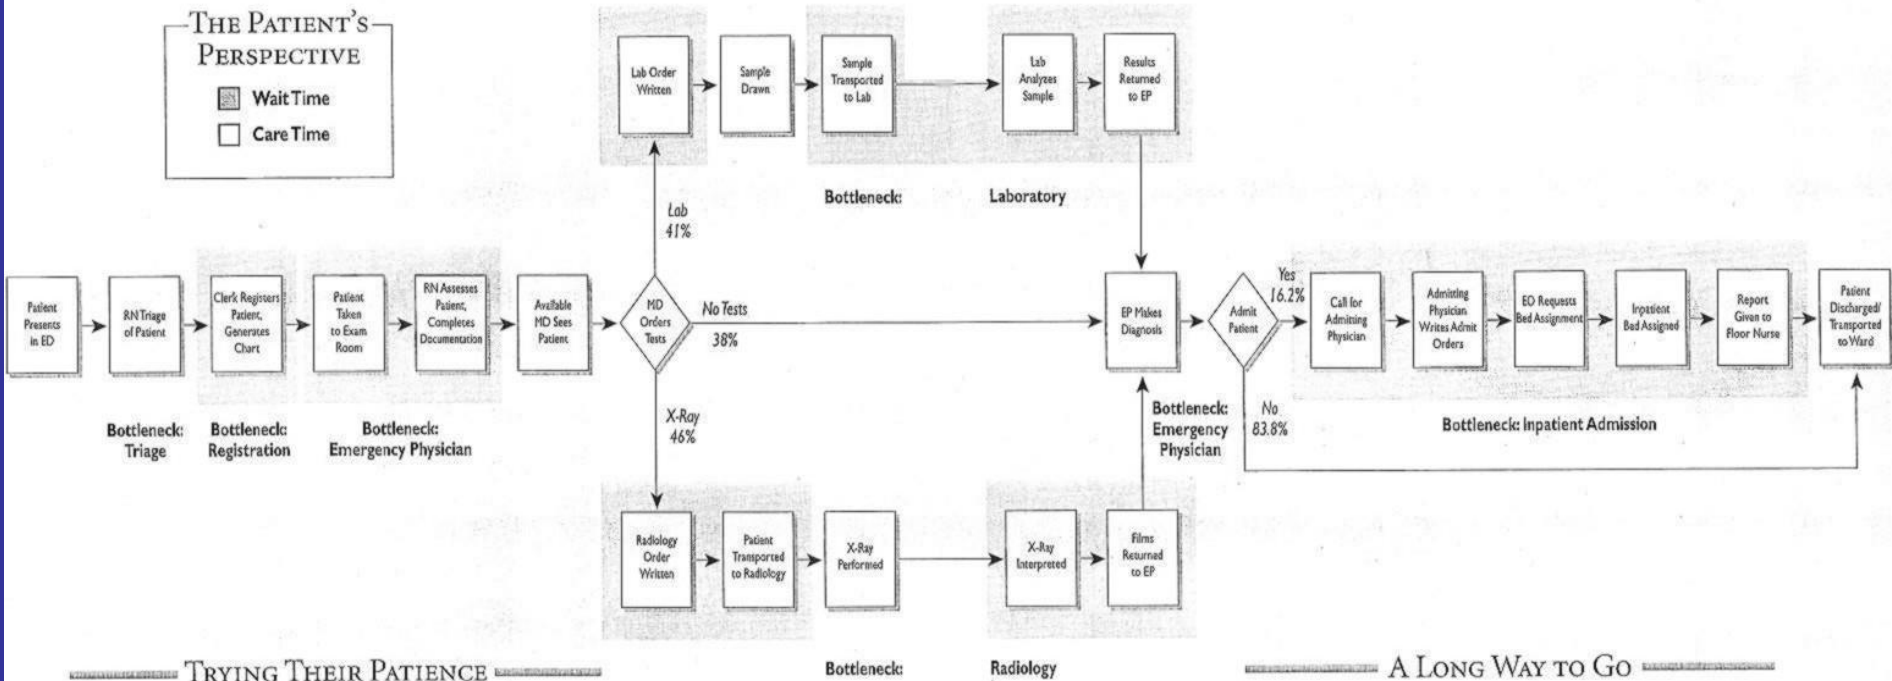 THE PATIENT'S
PERSPECTIVE
Wait Time
Care Time
Lab Order
Written
Sample
Drawn
Sample
Transported
to Lab
Lab
Analyzes
Sample
Results
Returned
to EP
Bottleneck:
Laboratory
Lab
41%
Patient
Presents
in ED
RN Triage
of Patient
Clerk Registers
Patient,
Generates
Chart
Patient
Taken
to Exam
Room
RN Assesses
Patient,
Completes
Documentation
Available
MD Sees
Patient
MD
Orders
Tests
No Tests
38%
EP Makes
Diagnosis
Admit
Patient
Yes
16.2%
Call for
Admitting
Physician
Admitting
Physician
Writes Admit
Orders
ED Requests
Bed Assignment
Inpatient
Bed Assigned
Report
Given to
Floor Nurse
Patient
Discharged/
Transported
to Ward
Bottleneck:
Triage
Bottleneck:
Registration
Bottleneck:
Emergency Physician
X-Ray
46%
Bottleneck:
Emergency
Physician
No
83.8%
Bottleneck: Inpatient Admission
Radiology
Order
Written
Patient
Transported
to Radiology
X-Ray
Performed
X-Ray
Interpreted
Films
Returned
to EP
TRYING THEIR PATIENCE
Bottleneck:
Radiology
A LONG WAY TO GO